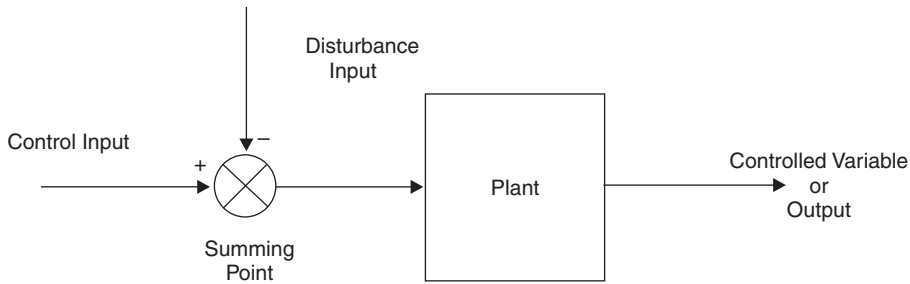 Disturbance
Input
Control Input
–
+
Plant
Controlled Variable
or
Output
Summing
Point